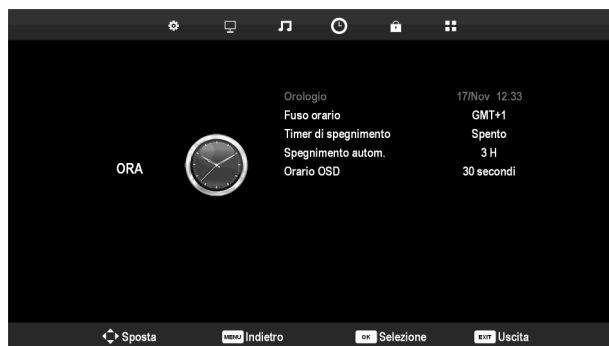 Orologio 17/Nov 12:33
Fuso orario GMT+1
Timer di spegnimento Spento
Spegnimento autom. 3 H
Orario OSD 30 secondi
ORA
Sposta MENU Indietro OK Selezione EXIT Uscita